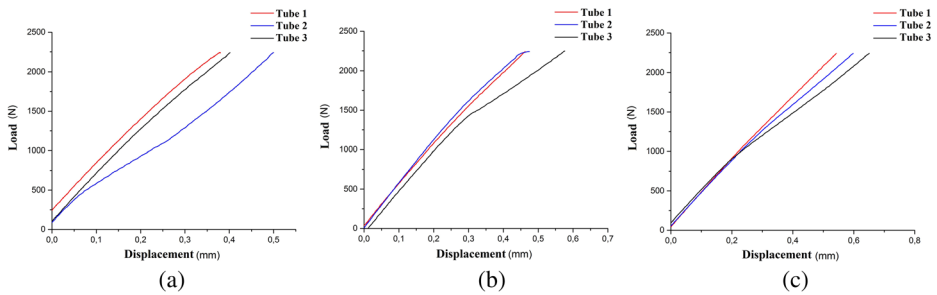 Tube 1
Tube 2
Tube 3
2500
2000
1500
1000
500
0
Load (N)
0,0 0,1 0,2 0,3 0,4 0,5
Displacement (mm)
(a)
Tube 1
Tube 2
Tube 3
2500
2000
1500
1000
500
0
Load (N)
0,0 0,1 0,2 0,3 0,4 0,5 0,6 0,7
Displacement (mm)
(b)
Tube 1
Tube 2
Tube 3
2500
2000
1500
1000
500
0
Load (N)
0,0 0,2 0,4 0,6 0,8
Displacement (mm)
(c)